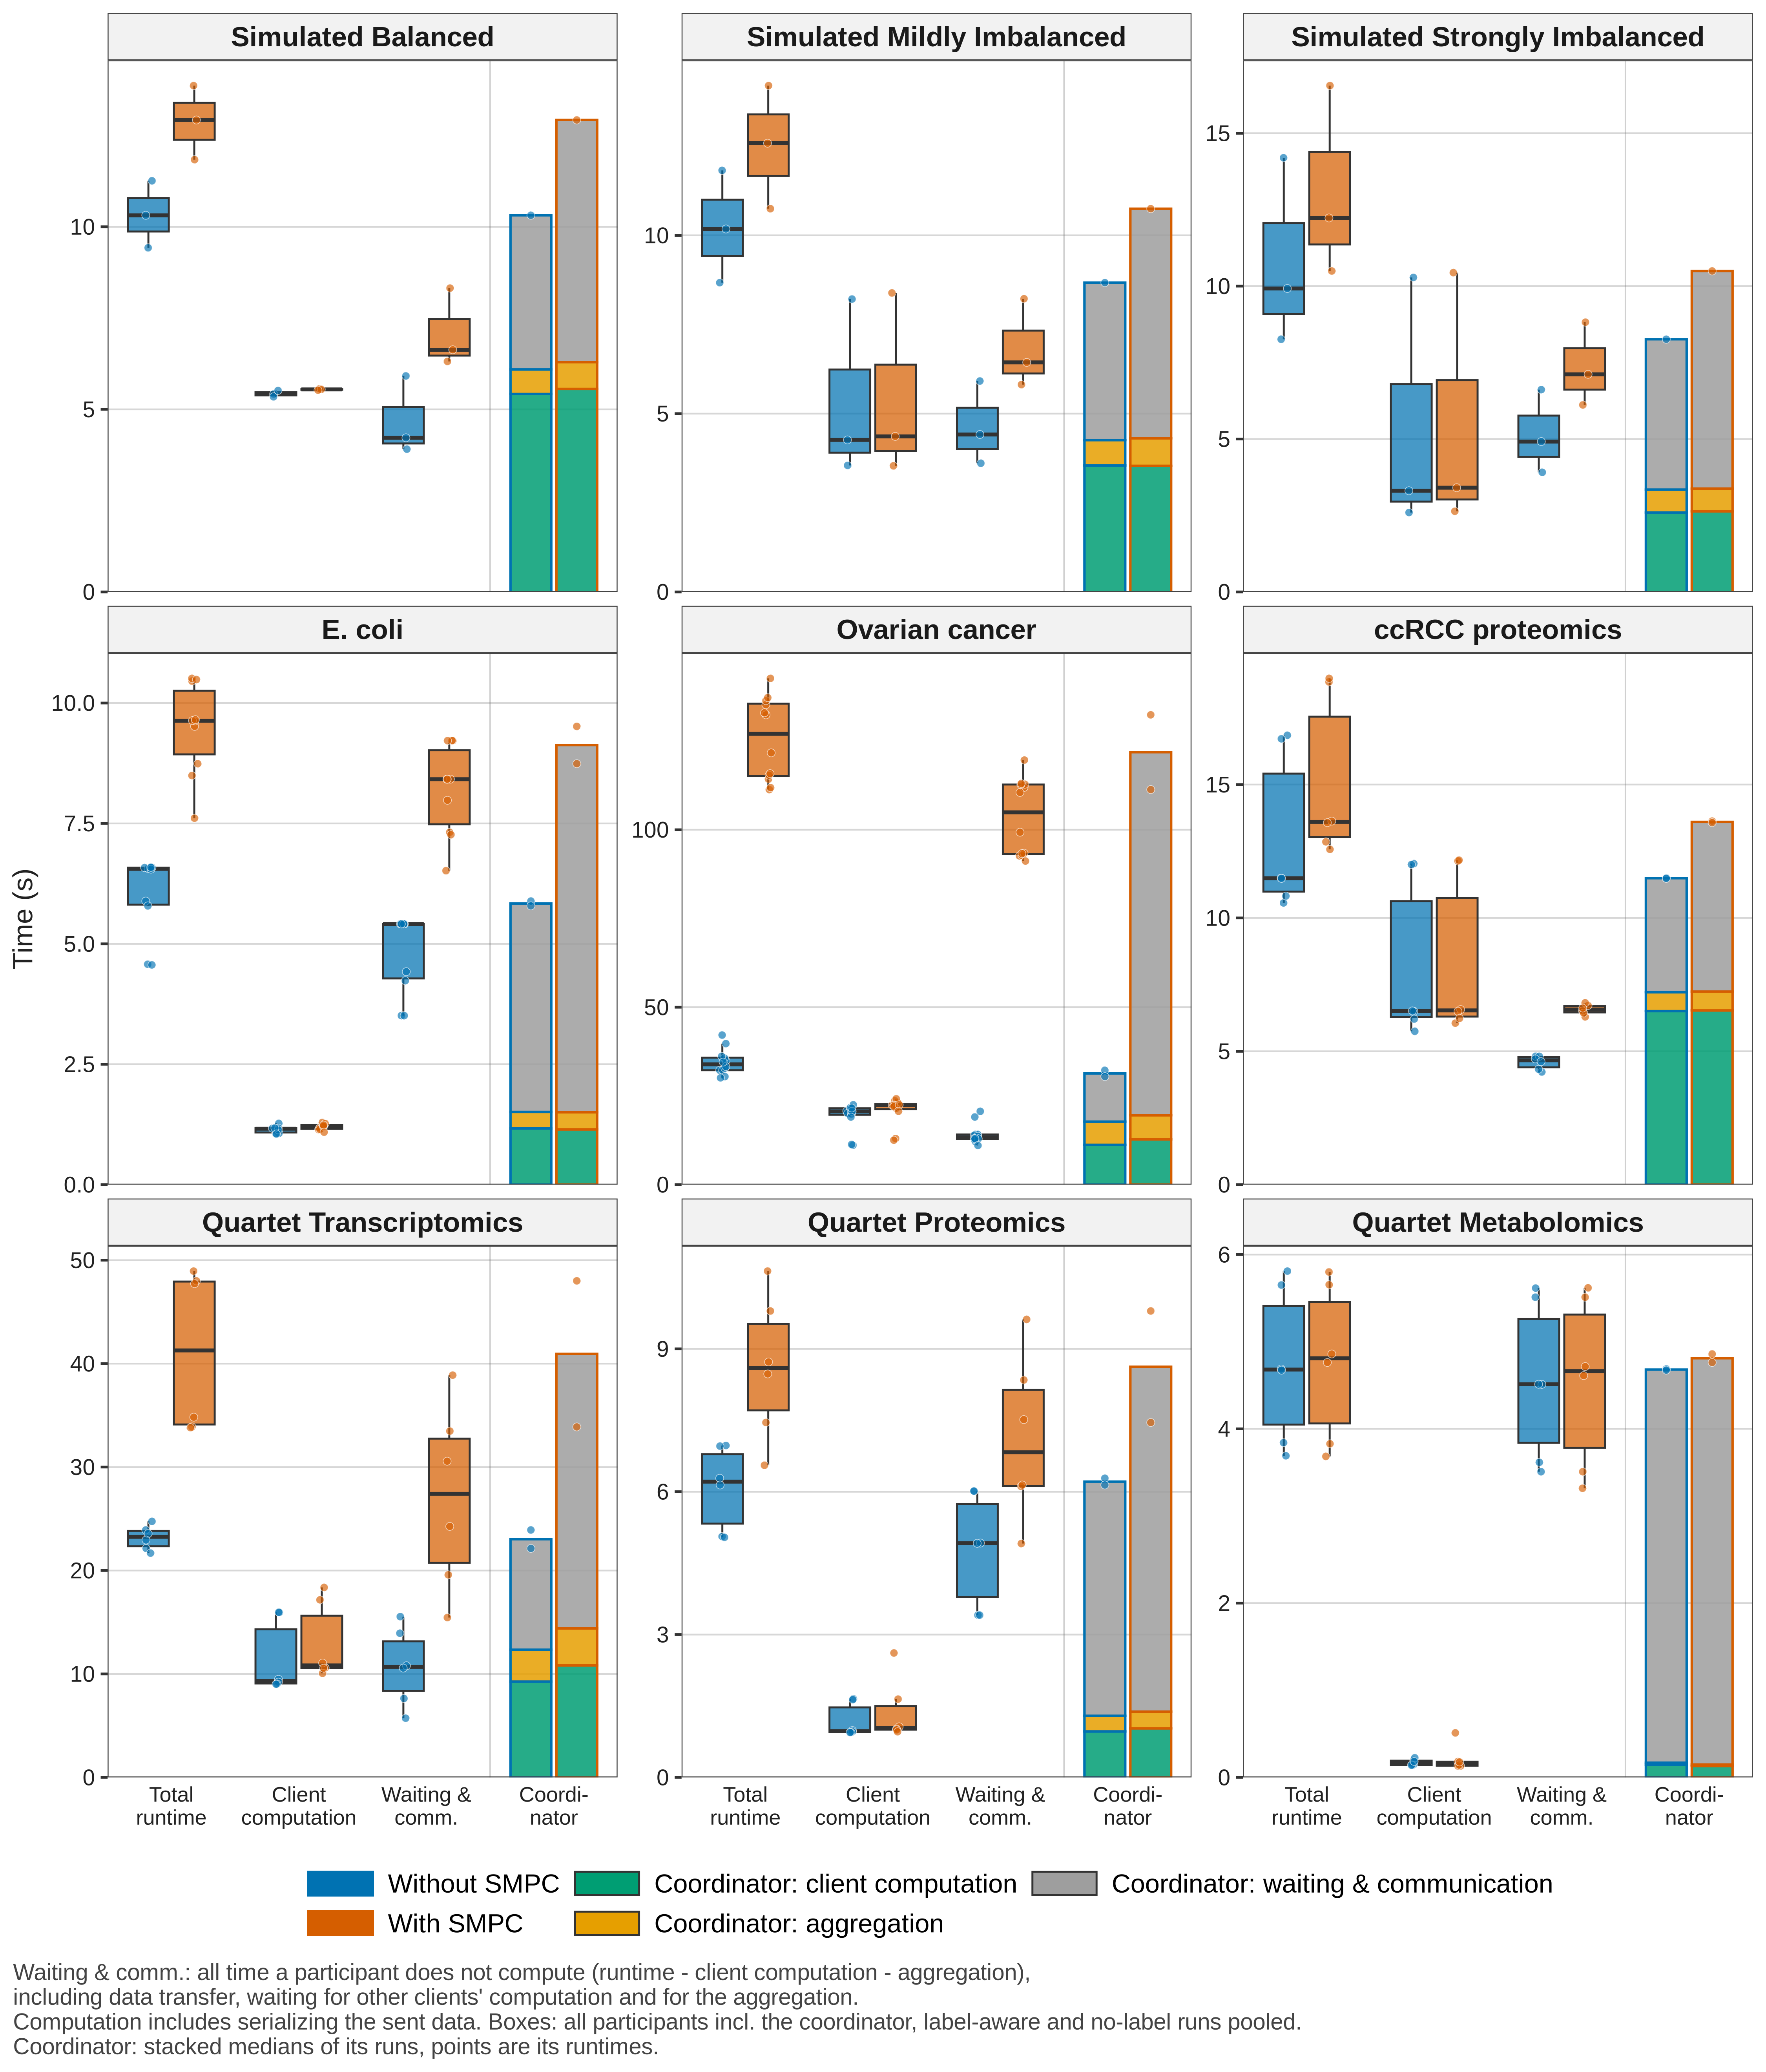 Simulated Balanced
Simulated Mildly Imbalanced
Simulated Strongly Imbalanced
10
5
0
10
5
0
15
10
5
0
E. coli
Ovarian cancer
ccRCC proteomics
Time (s)
10.0
7.5
5.0
2.5
0.0
100
50
0
15
10
5
0
Quartet Transcriptomics
Quartet Proteomics
Quartet Metabolomics
50
40
30
20
10
0
9
6
3
0
6
4
2
0
Total runtime
Client computation
Waiting & comm.
Coordi-nator
Total runtime
Client computation
Waiting & comm.
Coordi-nator
Total runtime
Client computation
Waiting & comm.
Coordi-nator
Without SMPC
Coordinator: client computation
Coordinator: waiting & communication
With SMPC
Coordinator: aggregation
Waiting & comm.: all time a participant does not compute (runtime - client computation - aggregation),
including data transfer, waiting for other clients' computation and for the aggregation.
Computation includes serializing the sent data. Boxes: all participants incl. the coordinator, label-aware and no-label runs pooled.
Coordinator: stacked medians of its runs, points are its runtimes.